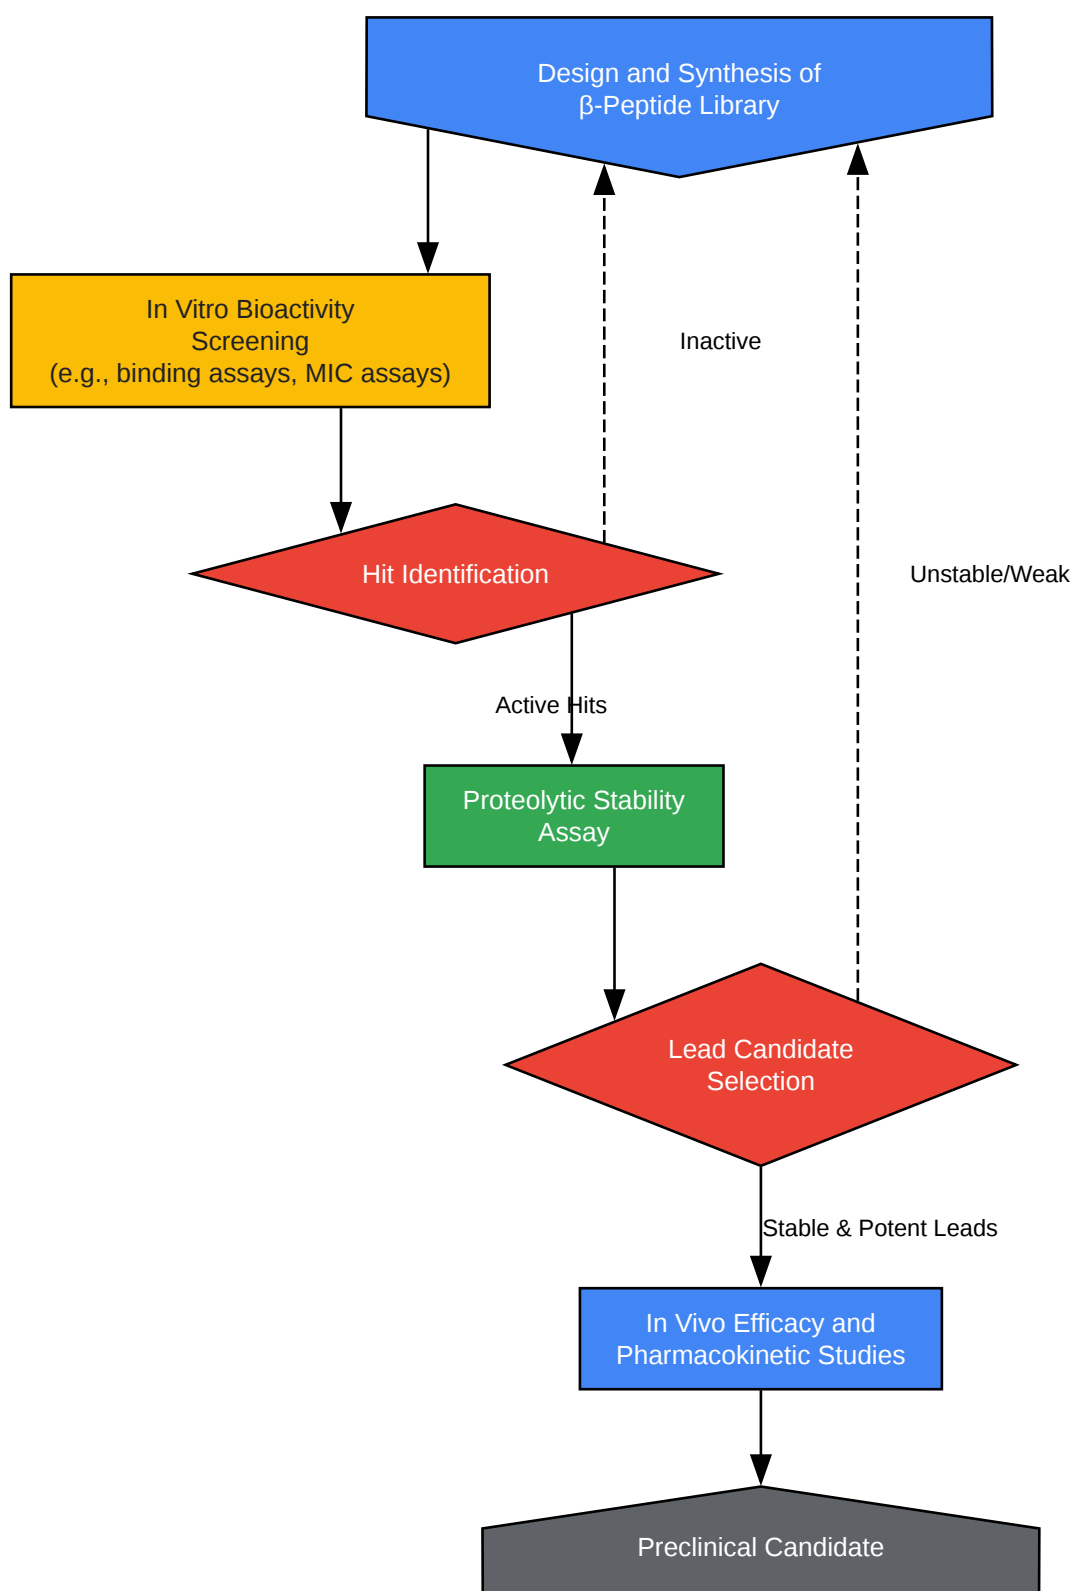 Design and Synthesis of
β-Peptide Library
In Vitro Bioactivity
Screening
(e.g., binding assays, MIC assays)
Inactive
Hit Identification
Unstable/Weak
Active Hits
Proteolytic Stability
Assay
Lead Candidate
Selection
Stable & Potent Leads
In Vivo Efficacy and
Pharmacokinetic Studies
Preclinical Candidate